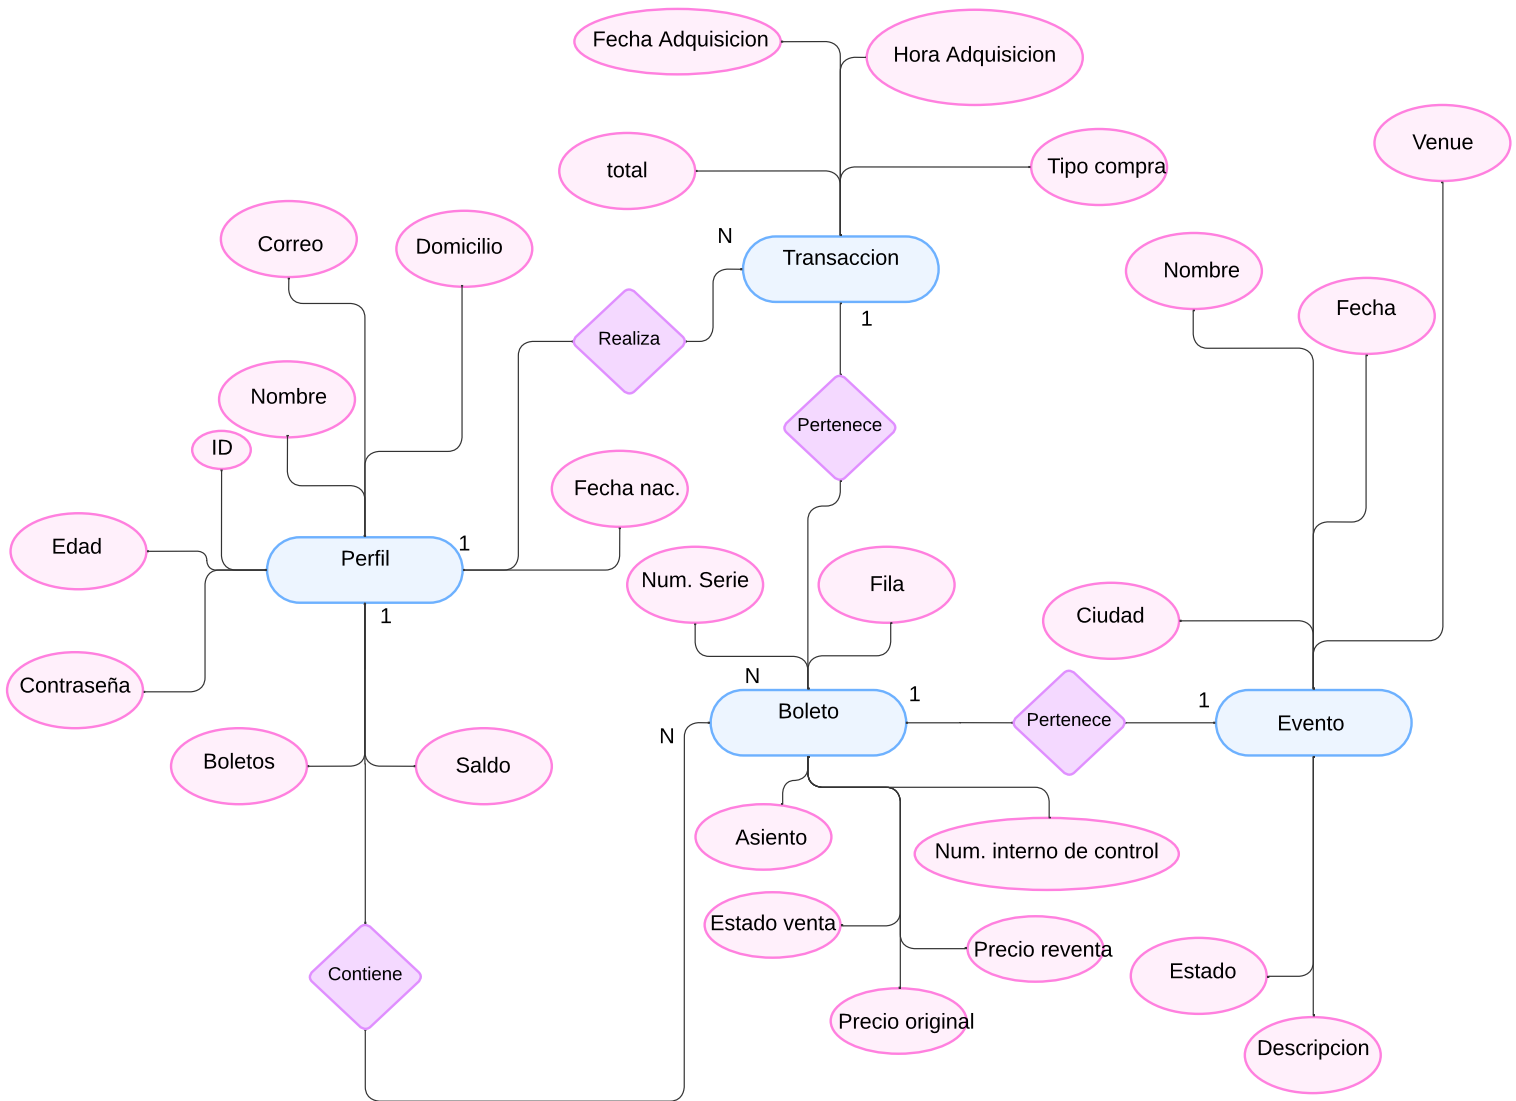 Fecha Adquisicion
Hora Adquisicion
Venue
total
Tipo compra
Correo
Domicilio
N
Transaccion
Nombre
Fecha
1
Realiza
Nombre
Pertenece
ID
Fecha nac.
Edad
Perfil
1
Num. Serie
Fila
1
Ciudad
Contraseña
N
Boleto
1
Pertenece
1
Evento
N
Boletos
Saldo
Asiento
Num. interno de control
Estado venta
Precio reventa
Contiene
Estado
Precio original
Descripcion